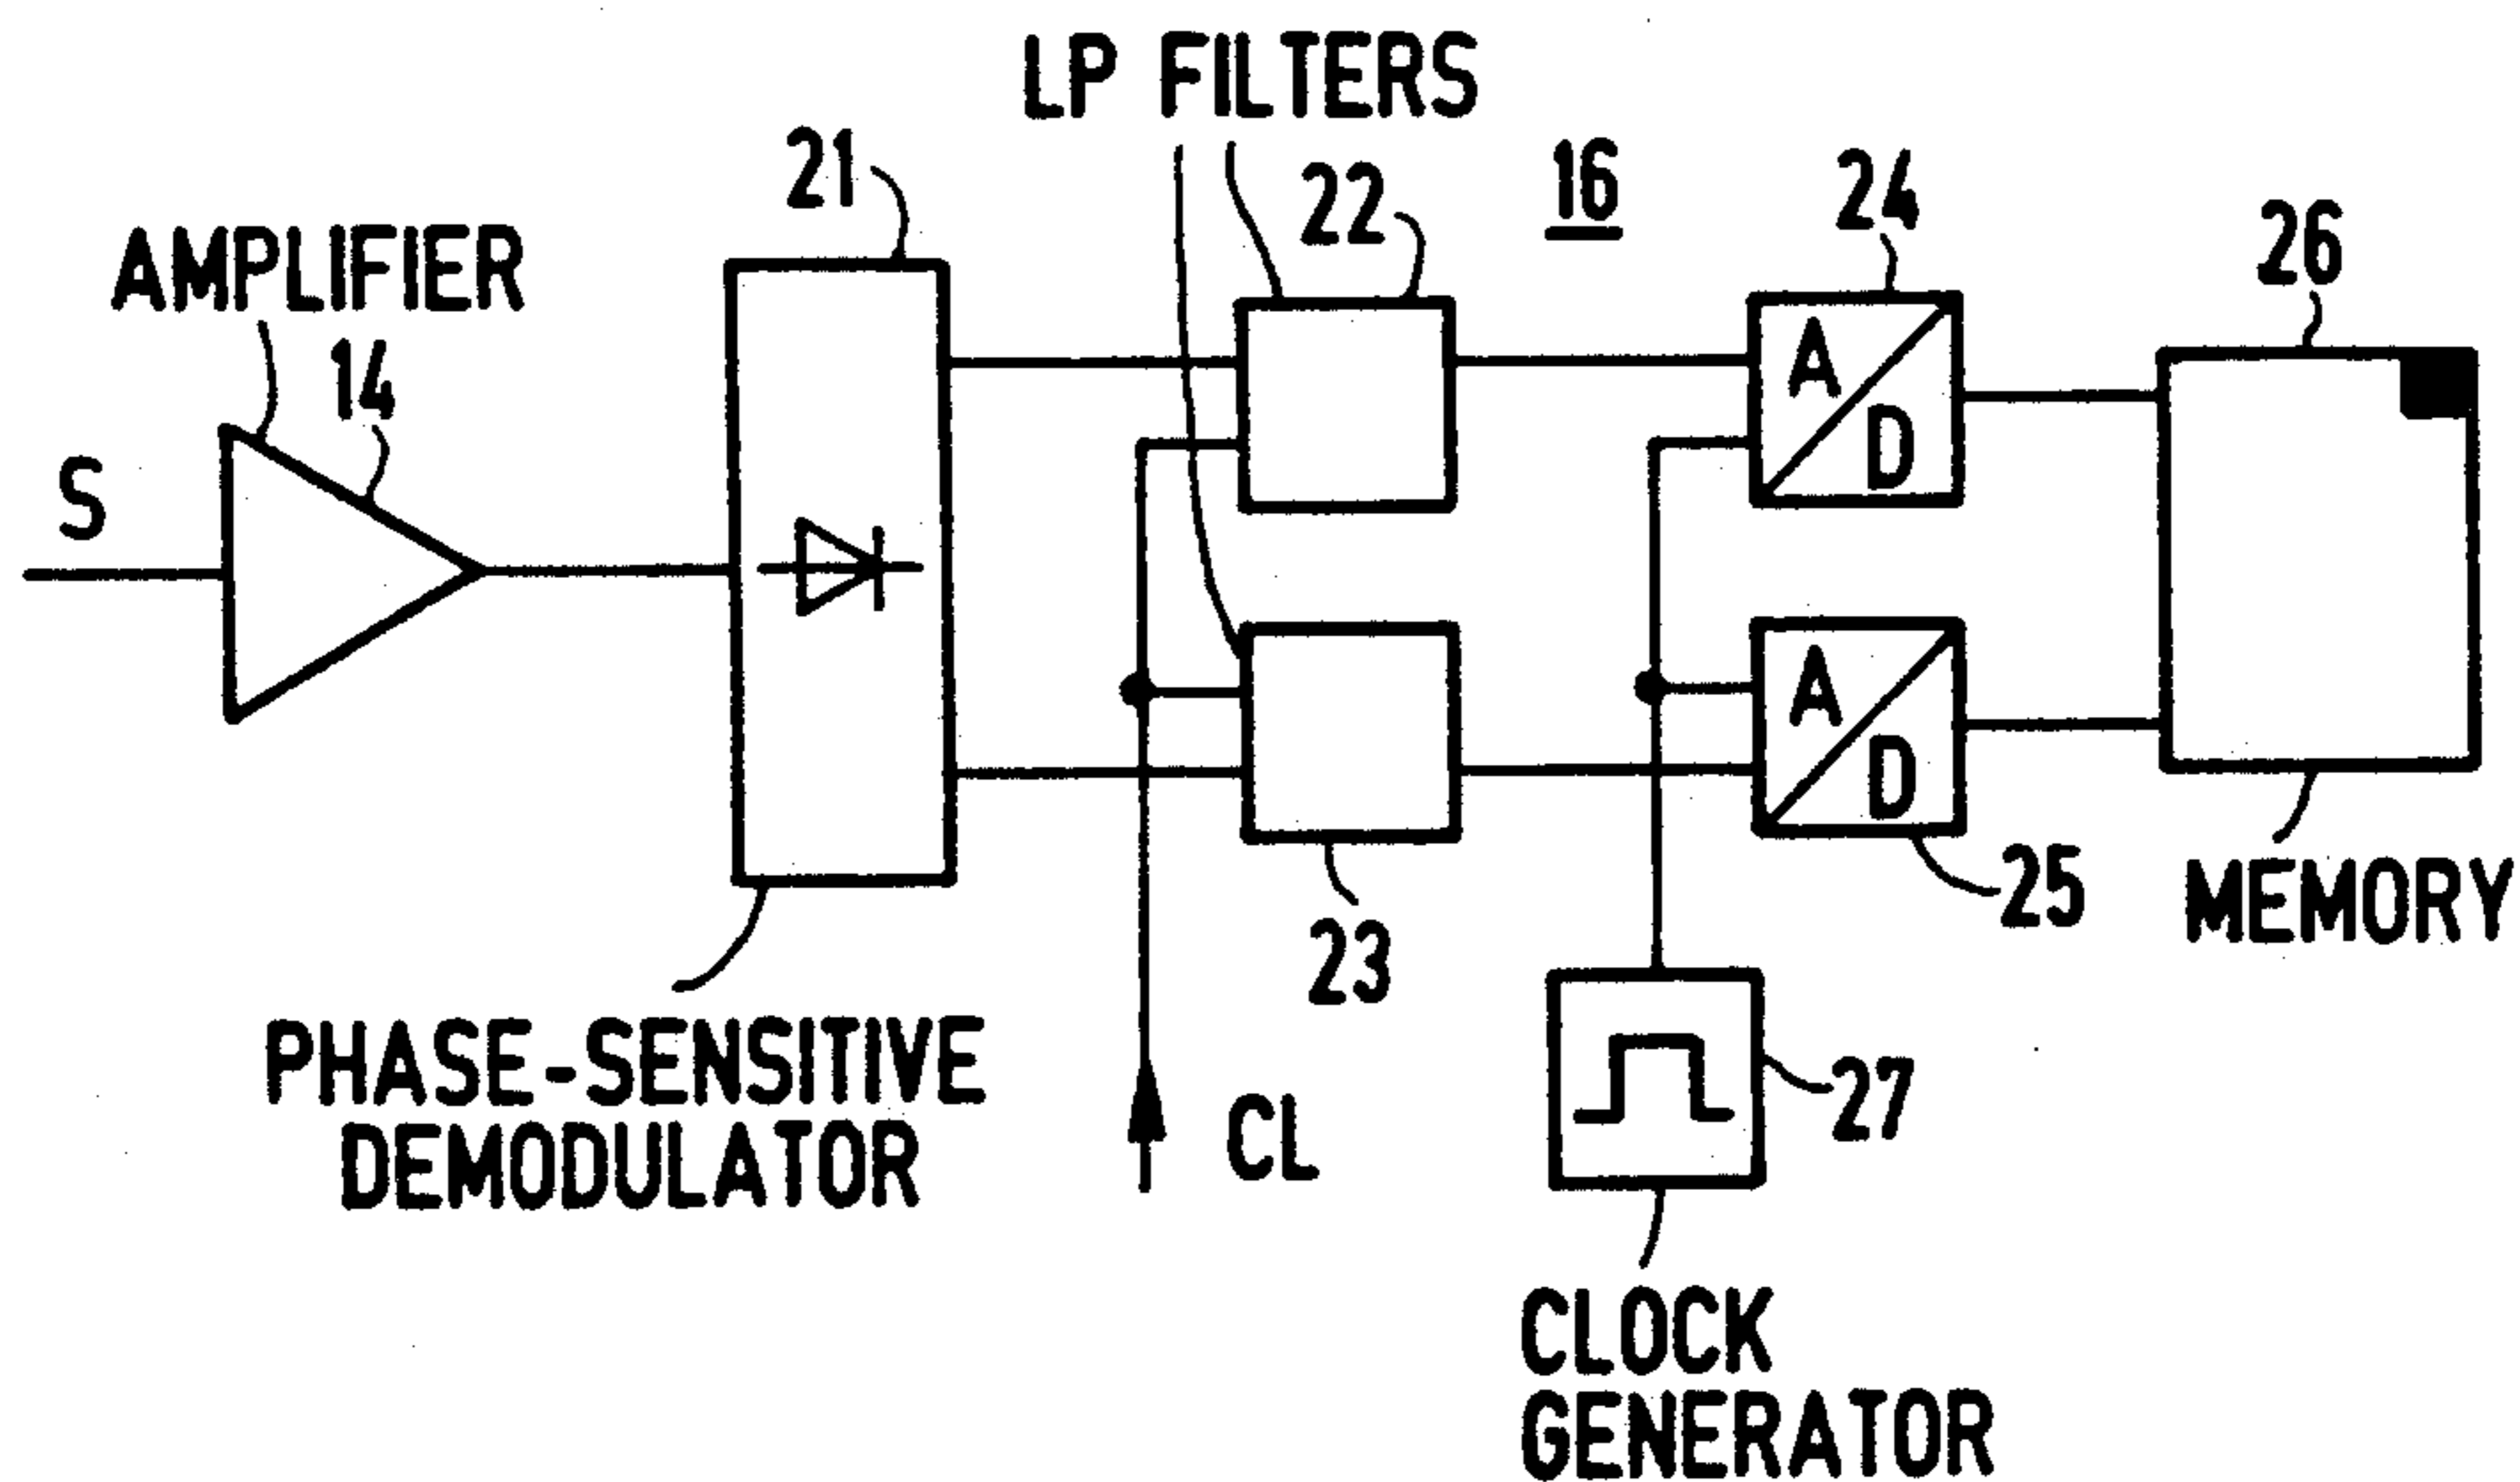 LP FILTERS
21
22
16
24
26
AMPLIFIER
14
S
A
D
A
D
25
MEMORY
23
PHASE-SENSITIVE
DEMODULATOR
CL
27
CLOCK
GENERATOR